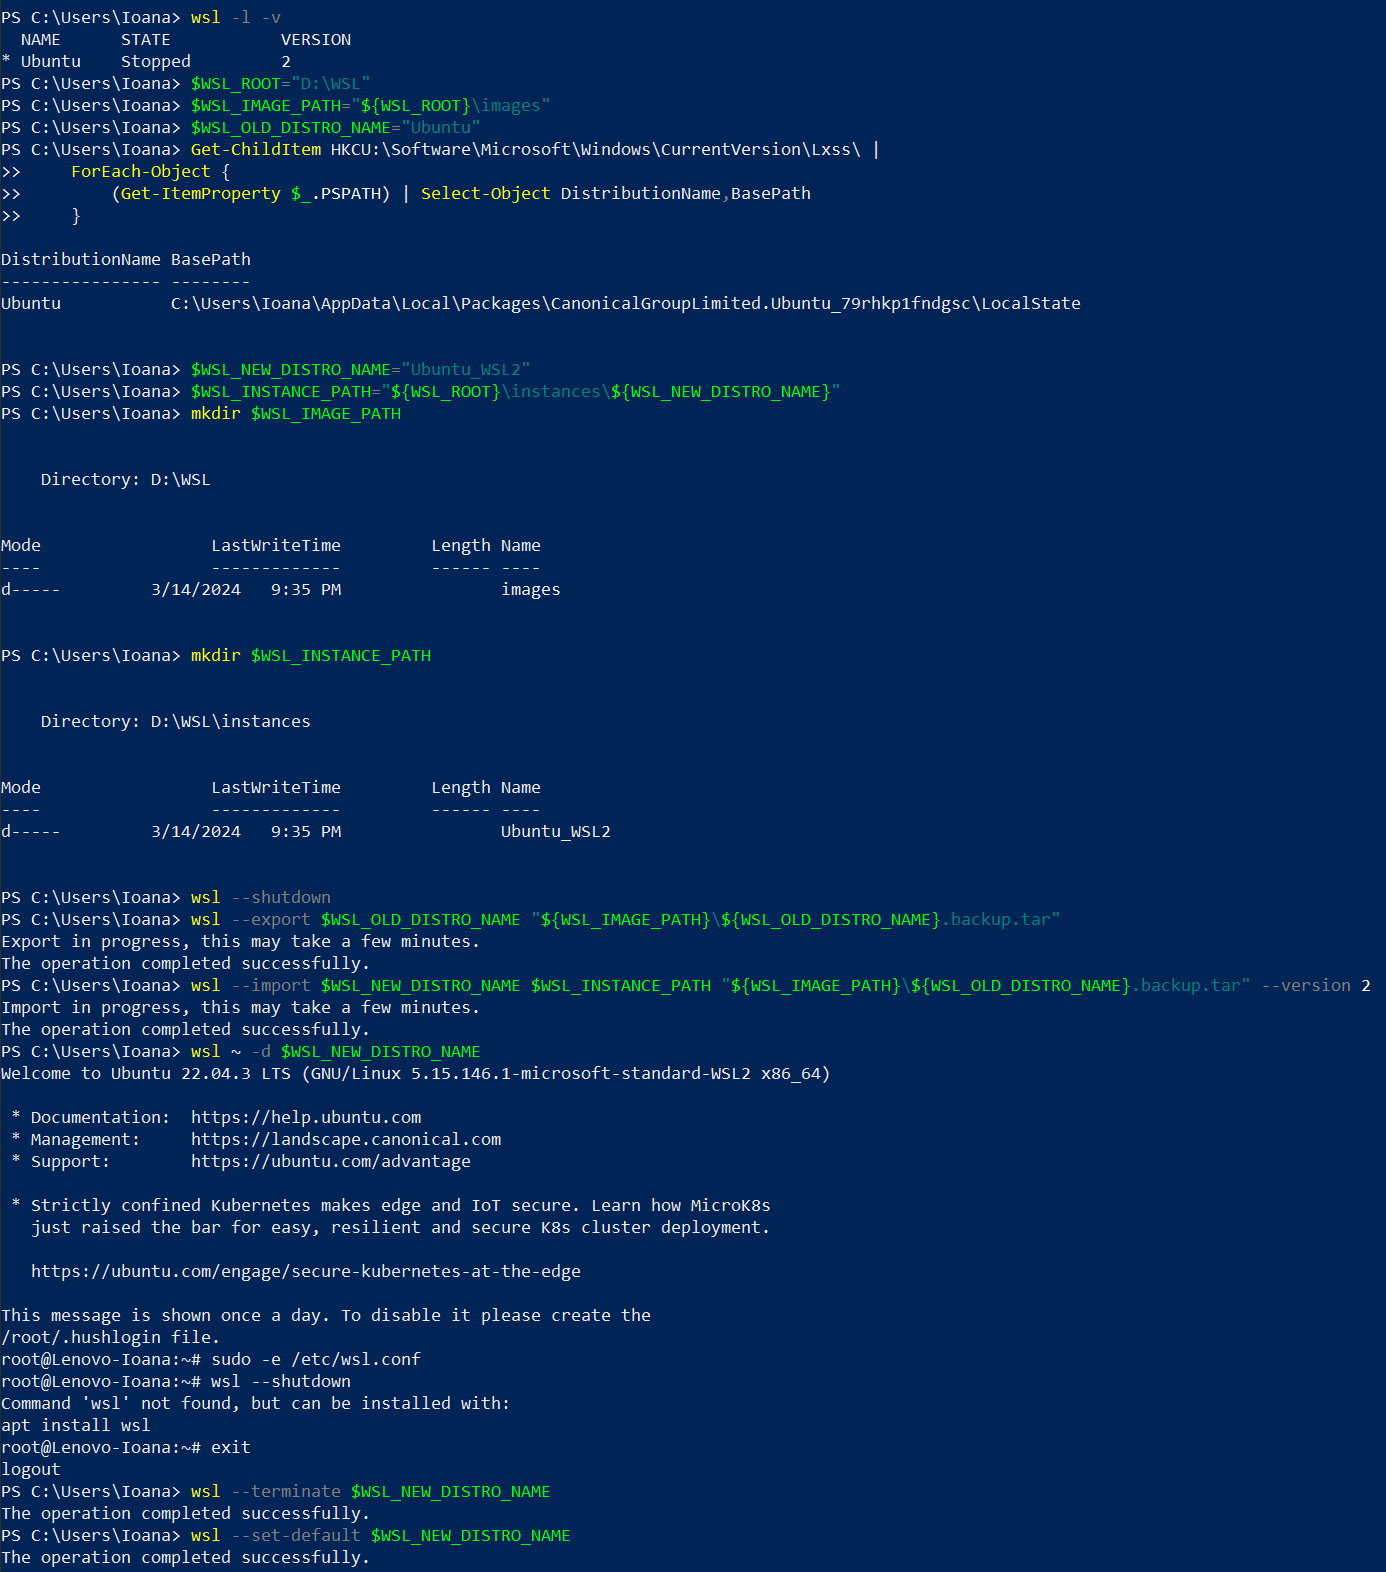 PS C:\Users\Ioana> wsl -l -v
  NAME      STATE           VERSION
* Ubuntu    Stopped         2
PS C:\Users\Ioana> $WSL_ROOT="D:\WSL"
PS C:\Users\Ioana> $WSL_IMAGE_PATH="${WSL_ROOT}\images"
PS C:\Users\Ioana> $WSL_OLD_DISTRO_NAME="Ubuntu"
PS C:\Users\Ioana> Get-ChildItem HKCU:\Software\Microsoft\Windows\CurrentVersion\Lxss\ |
>>     ForEach-Object {
>>         (Get-ItemProperty $_.PSPATH) | Select-Object DistributionName,BasePath
>>     }

DistributionName BasePath
---------------- --------
Ubuntu           C:\Users\Ioana\AppData\Local\Packages\CanonicalGroupLimited.Ubuntu_79rhkp1fndgsc\LocalState

PS C:\Users\Ioana> $WSL_NEW_DISTRO_NAME="Ubuntu_WSL2"
PS C:\Users\Ioana> $WSL_INSTANCE_PATH="${WSL_ROOT}\instances\${WSL_NEW_DISTRO_NAME}"
PS C:\Users\Ioana> mkdir $WSL_IMAGE_PATH

    Directory: D:\WSL

Mode                 LastWriteTime         Length Name
----                 -------------         ------ ----
d-----         3/14/2024   9:35 PM                images

PS C:\Users\Ioana> mkdir $WSL_INSTANCE_PATH

    Directory: D:\WSL\instances

Mode                 LastWriteTime         Length Name
----                 -------------         ------ ----
d-----         3/14/2024   9:35 PM                Ubuntu_WSL2

PS C:\Users\Ioana> wsl --shutdown
PS C:\Users\Ioana> wsl --export $WSL_OLD_DISTRO_NAME "${WSL_IMAGE_PATH}\${WSL_OLD_DISTRO_NAME}.backup.tar"
Export in progress, this may take a few minutes.
The operation completed successfully.
PS C:\Users\Ioana> wsl --import $WSL_NEW_DISTRO_NAME $WSL_INSTANCE_PATH "${WSL_IMAGE_PATH}\${WSL_OLD_DISTRO_NAME}.backup.tar" --version 2
Import in progress, this may take a few minutes.
The operation completed successfully.
PS C:\Users\Ioana> wsl ~ -d $WSL_NEW_DISTRO_NAME
Welcome to Ubuntu 22.04.3 LTS (GNU/Linux 5.15.146.1-microsoft-standard-WSL2 x86_64)

 * Documentation:  https://help.ubuntu.com
 * Management:     https://landscape.canonical.com
 * Support:        https://ubuntu.com/advantage

 * Strictly confined Kubernetes makes edge and IoT secure. Learn how MicroK8s
   just raised the bar for easy, resilient and secure K8s cluster deployment.

   https://ubuntu.com/engage/secure-kubernetes-at-the-edge

This message is shown once a day. To disable it please create the
/root/.hushlogin file.
root@Lenovo-Ioana:~# sudo -e /etc/wsl.conf
root@Lenovo-Ioana:~# wsl --shutdown
Command 'wsl' not found, but can be installed with:
apt install wsl
root@Lenovo-Ioana:~# exit
logout
PS C:\Users\Ioana> wsl --terminate $WSL_NEW_DISTRO_NAME
The operation completed successfully.
PS C:\Users\Ioana> wsl --set-default $WSL_NEW_DISTRO_NAME
The operation completed successfully.